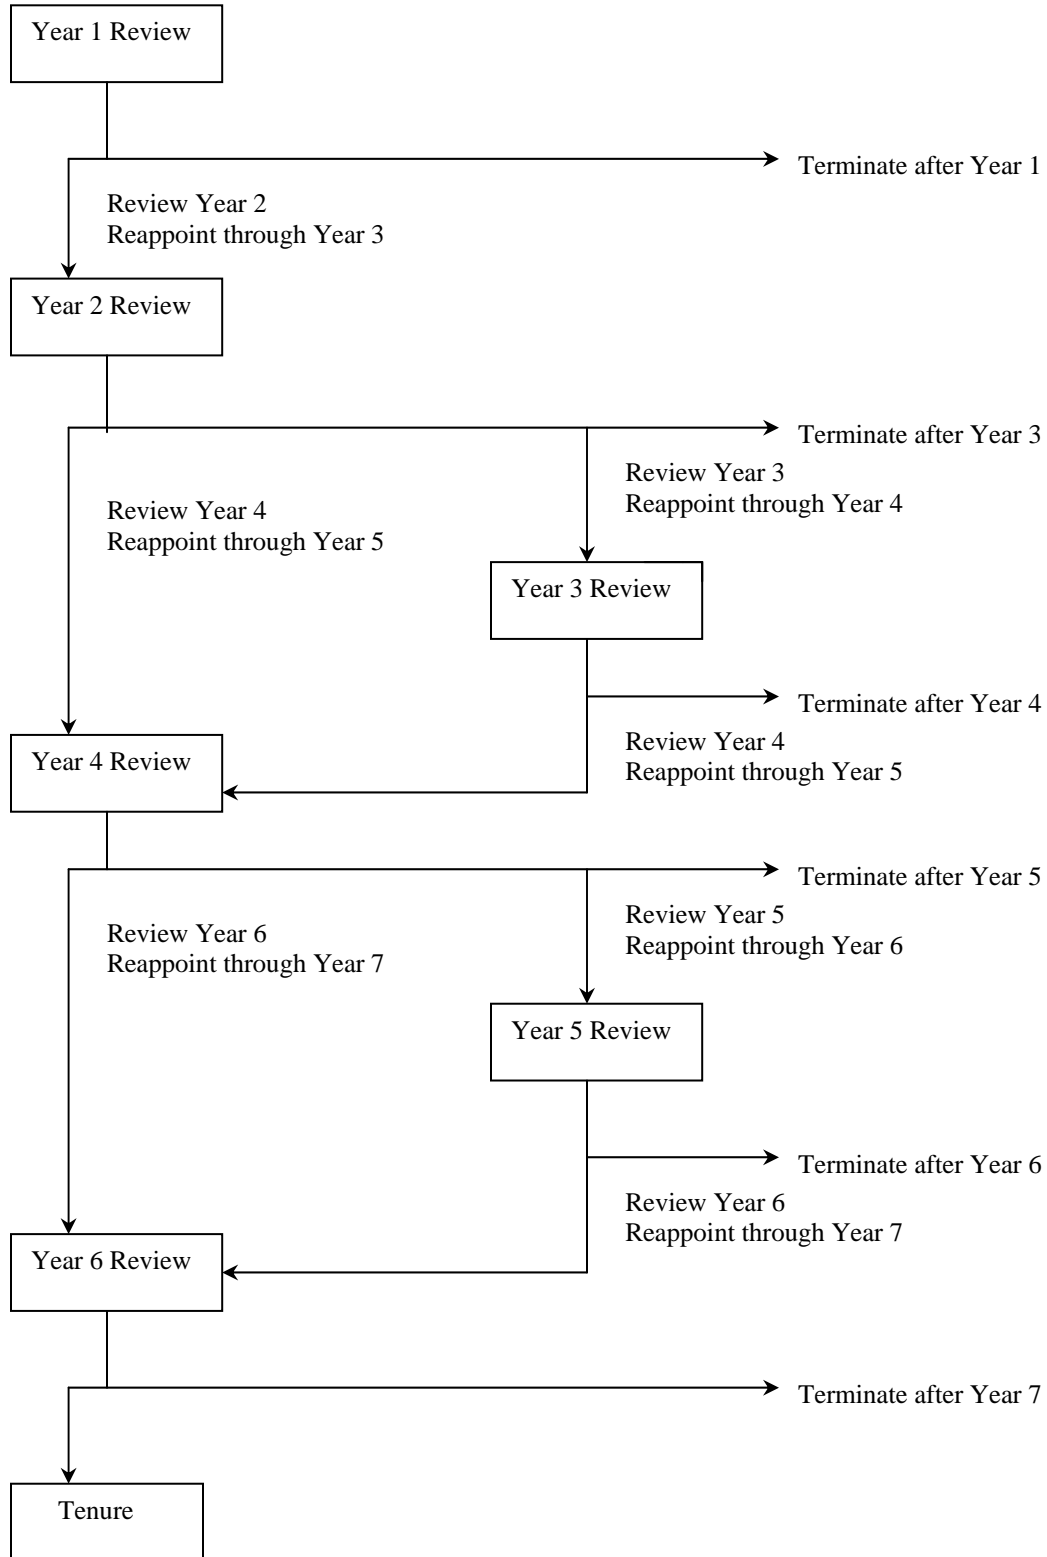 Year 1 Review
Terminate after Year 1
Review Year 2
Reappoint through Year 3
Year 2 Review
Terminate after Year 3
Review Year 3
Reappoint through Year 4
Review Year 4
Reappoint through Year 5
Year 3 Review
Terminate after Year 4
Review Year 4
Reappoint through Year 5
Year 4 Review
Terminate after Year 5
Review Year 5
Reappoint through Year 6
Review Year 6
Reappoint through Year 7
Year 5 Review
Terminate after Year 6
Review Year 6
Reappoint through Year 7
Year 6 Review
Terminate after Year 7
Tenure